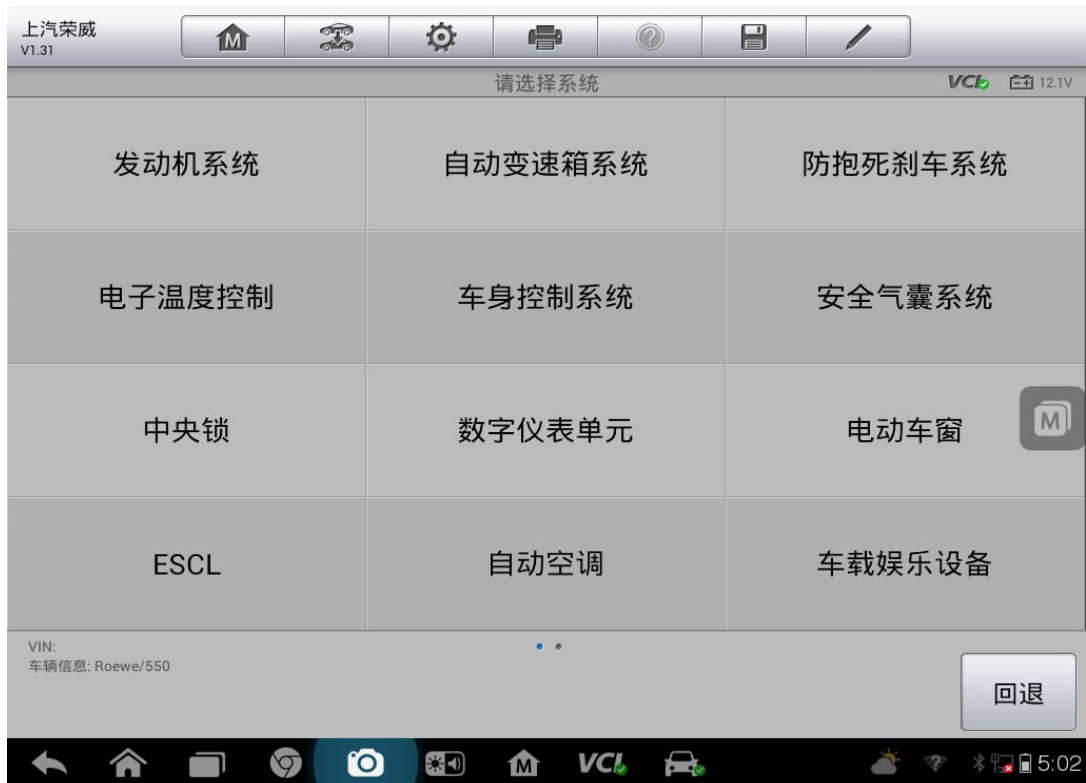 上汽荣威
V1.31
M
请选择系统
VCI 12.1V
发动机系统 自动变速箱系统 防抱死刹车系统
电子温度控制 车身控制系统 安全气囊系统
中央锁 数字仪表单元 电动车窗
M
ESCL 自动空调 车载娱乐设备
VIN:
车辆信息: Roewe/550
回退
M VCI 5:02